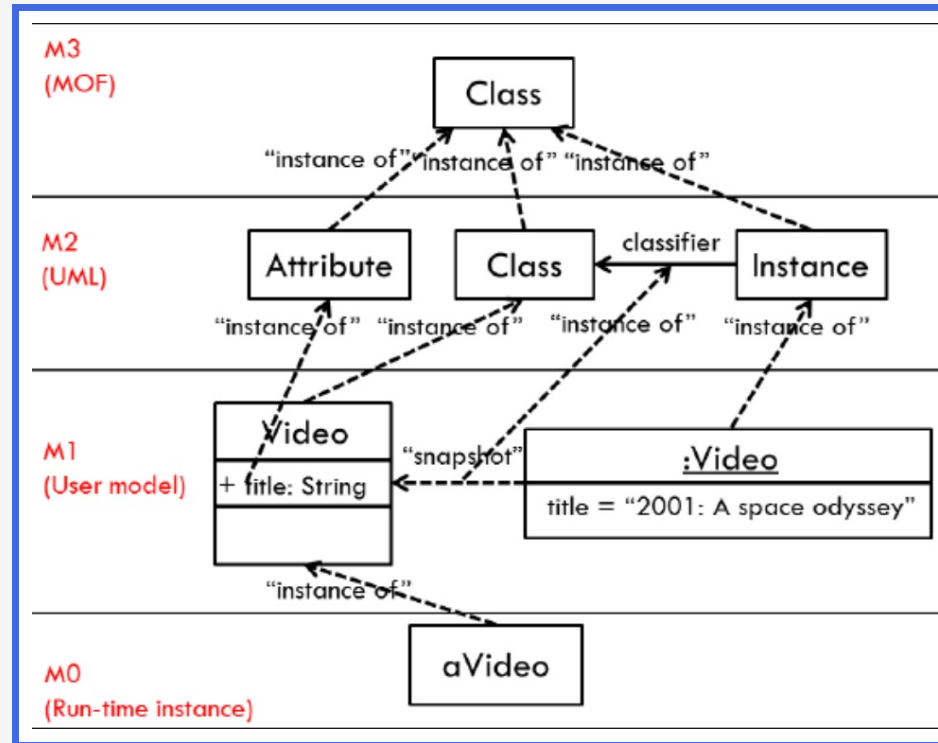 M3
(MOF)
Class
“instance of” “instance of” “instance of”
M2
(UML)
Attribute
Class
classifier
Instance
“instance of” “instance of” “instance of” “instance of”
M1
(User model)
Video
+ title: String
“snapshot”
:Video
title = “2001: A space odyssey”
“instance of”
M0
(Run-time instance)
aVideo